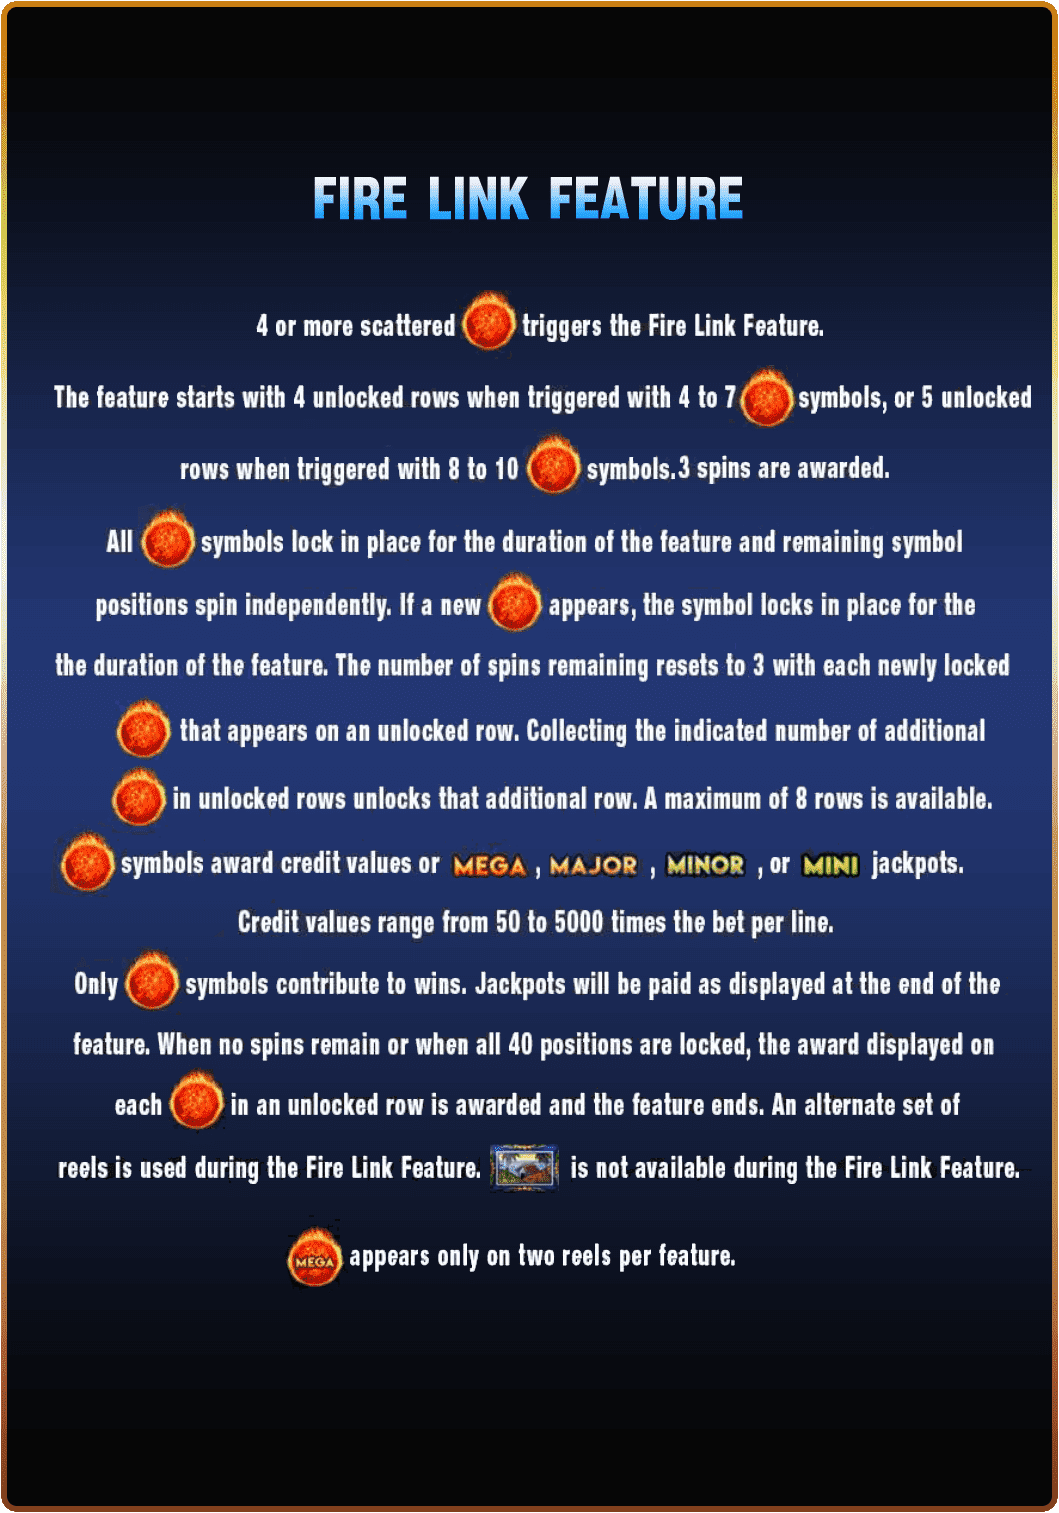 FIRE LINK FEATURE
4 or more scattered triggers the Fire Link Feature.
The feature starts with 4 unlocked rows when triggered with 4 to 7 symbols, or 5 unlocked
rows when triggered with 8 to 10 symbols.3 spins are awarded.
All symbols lock in place for the duration of the feature and remaining symbol
positions spin independently. If a new appears, the symbol locks in place for the
the duration of the feature. The number of spins remaining resets to 3 with each newly locked
that appears on an unlocked row. Collecting the indicated number of additional
in unlocked rows unlocks that additional row. A maximum of 8 rows is available.
symbols award credit values or MEGA , MAJOR , MINOR , or MINI jackpots.
Credit values range from 50 to 5000 times the bet per line.
Only symbols contribute to wins. Jackpots will be paid as displayed at the end of the
feature. When no spins remain or when all 40 positions are locked, the award displayed on
each in an unlocked row is awarded and the feature ends. An alternate set of
reels is used during the Fire Link Feature. is not available during the Fire Link Feature.
MEGA appears only on two reels per feature.